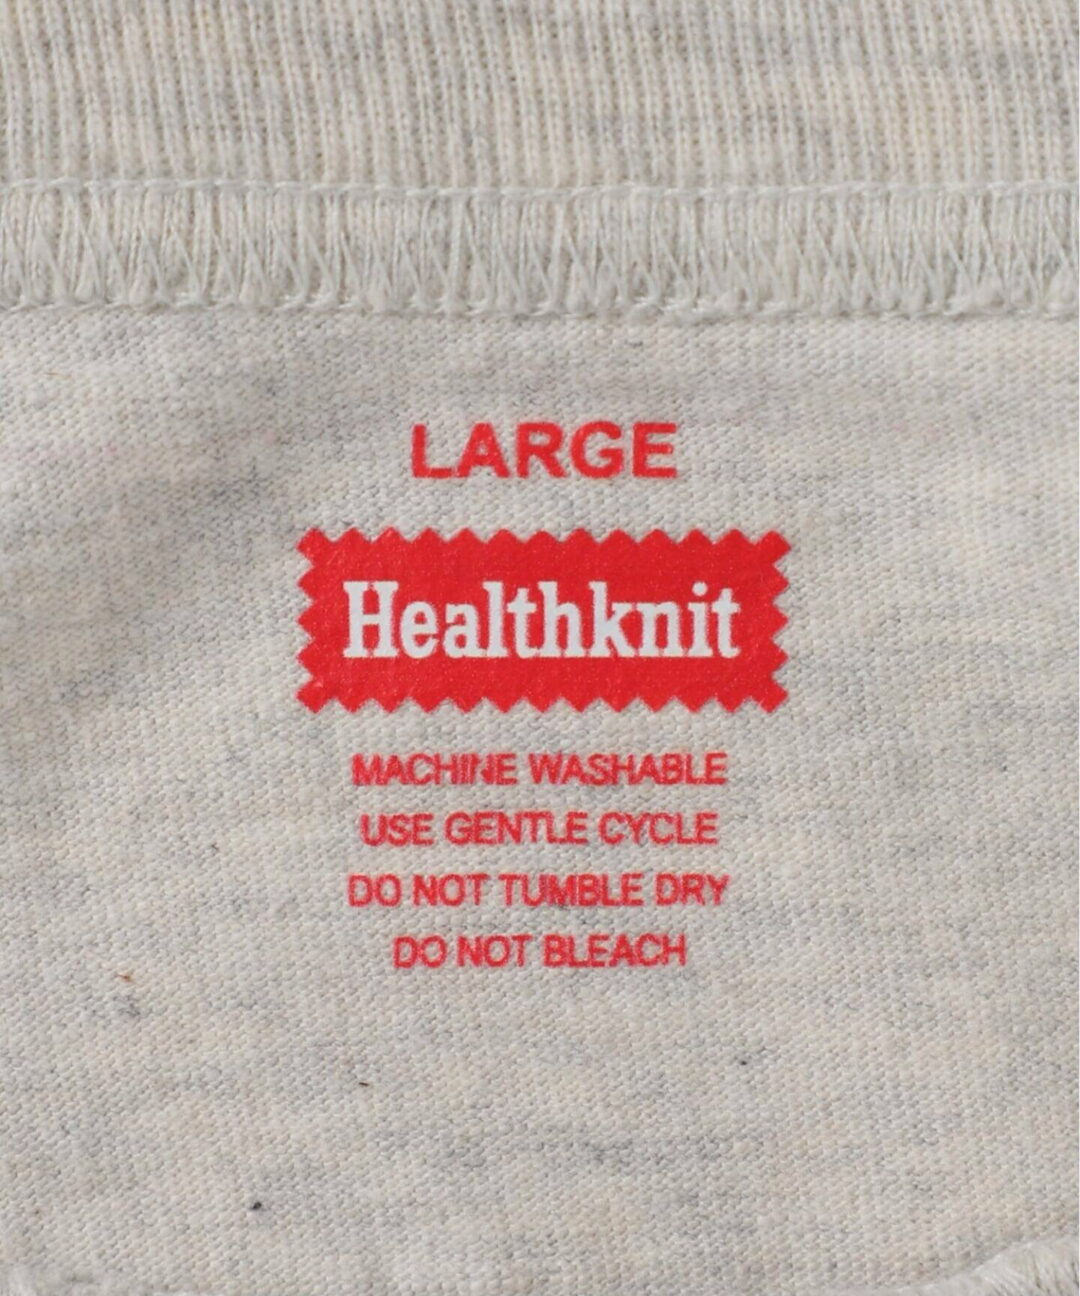 LARGE
Healthknit
MACHINE WASHABLE
USE GENTLE CYCLE
DO NOT TUMBLE DRY
DO NOT BLEACH